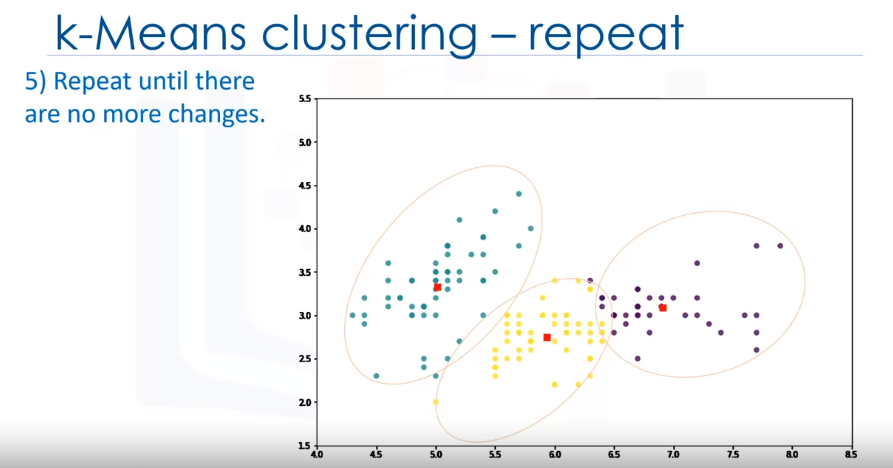 k-Means clustering – repeat
5) Repeat until there
are no more changes.
5.5
5.0
4.5
4.0
3.5
3.0
2.5
2.0
1.5
4.0 4.5 5.0 5.5 6.0 6.5 7.0 7.5 8.0 8.5